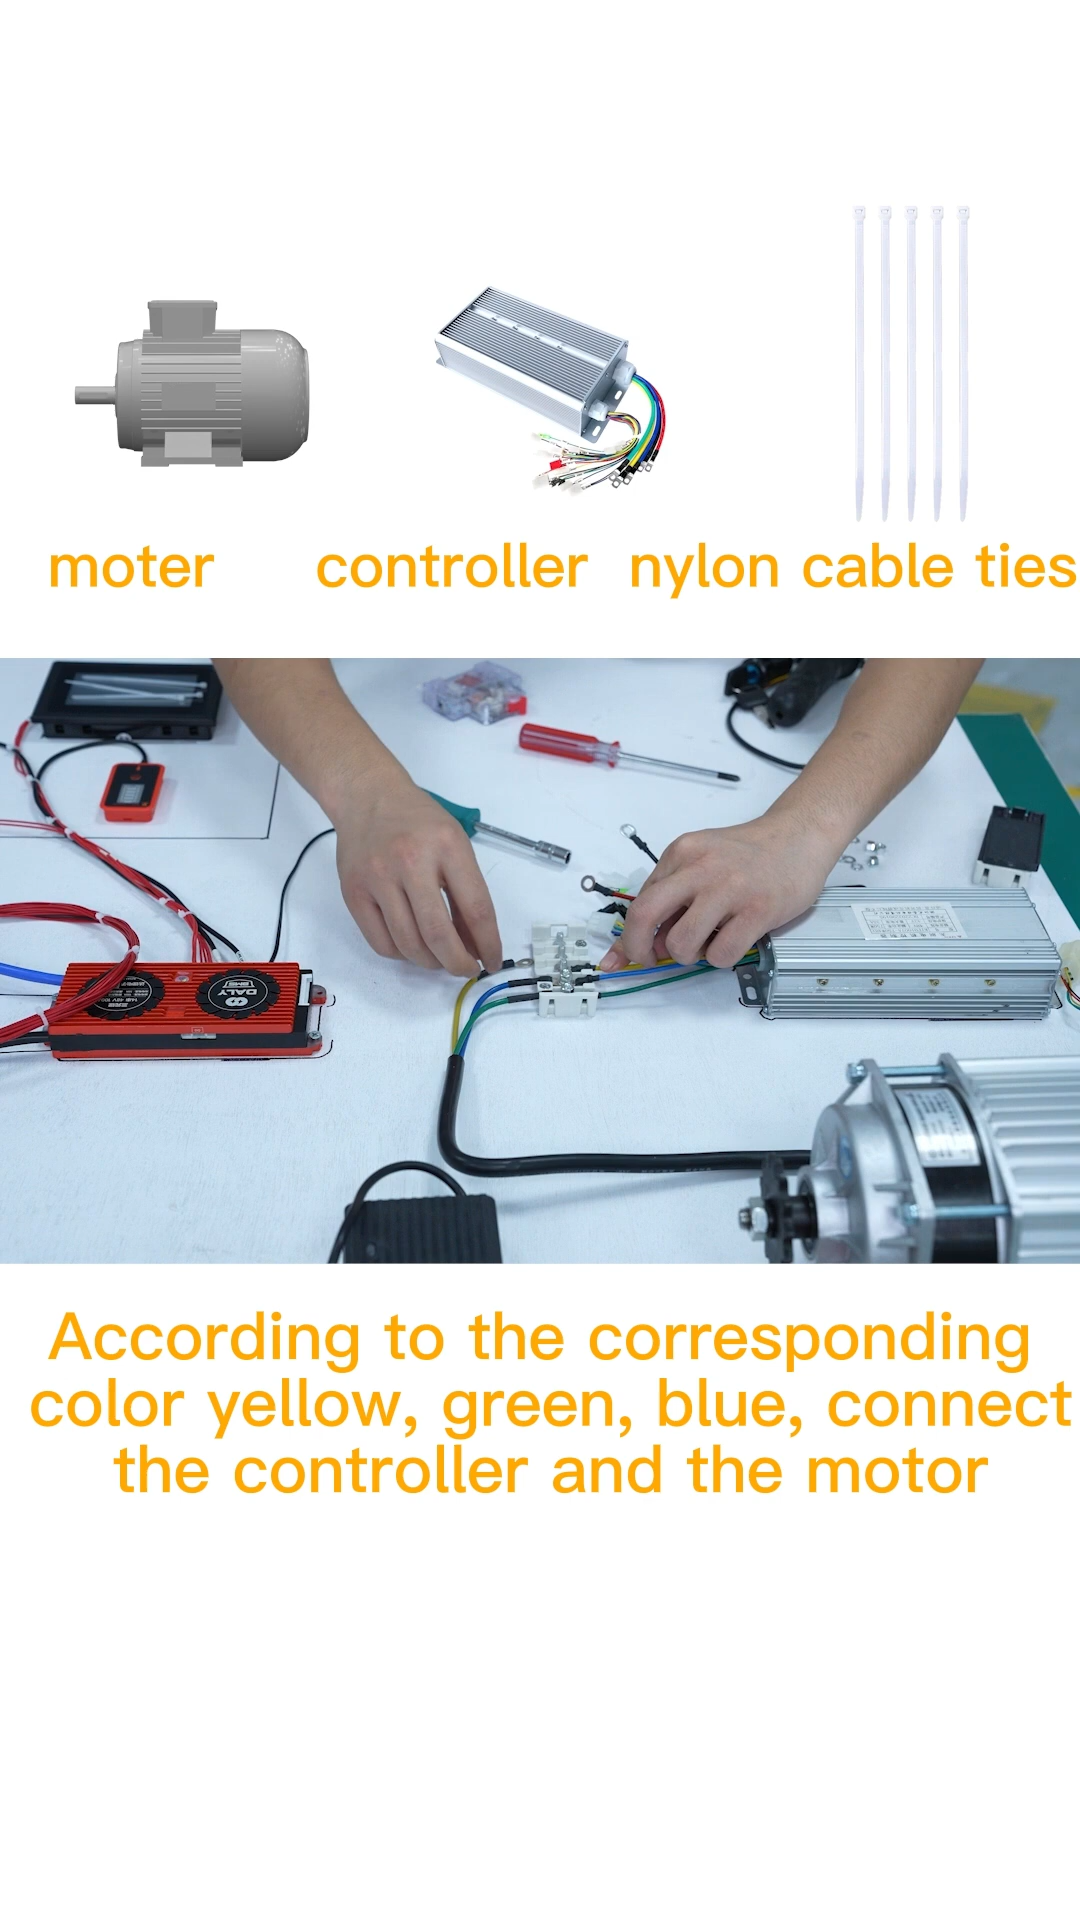 moter controller nylon cable ties
DALY
BMS
According to the corresponding
color yellow, green, blue, connect
the controller and the motor